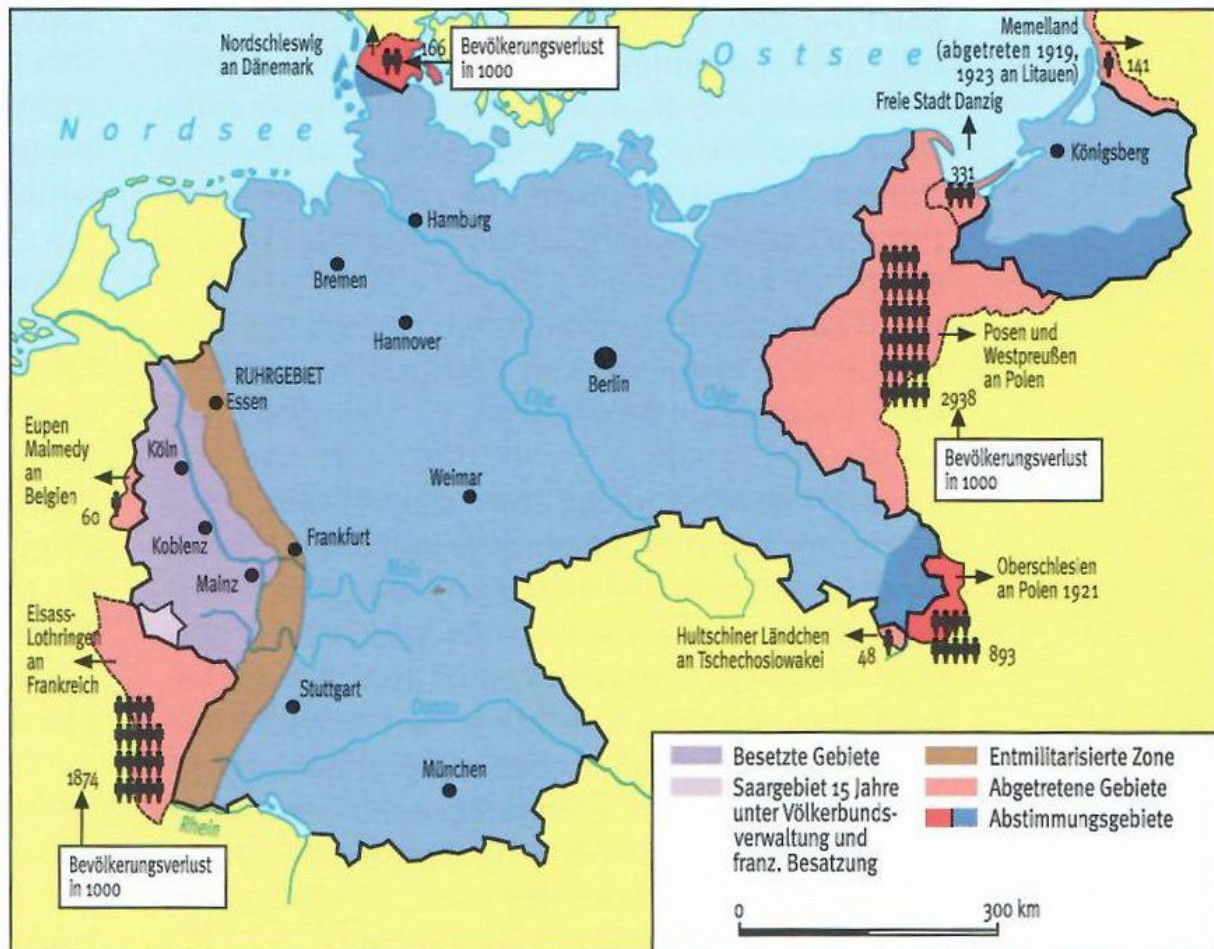 Nordschleswig
an Dänemark
166
Bevölkerungsverlust
in 1000
Ostsee
Memelland
(abgetreten 1919,
1923 an Litauen)
141
Freie Stadt Danzig
331
Königsberg
Nordsee
Hamburg
Bremen
Hannover
Berlin
Elbe
Oder
Posen und
Westpreußen
an Polen
2938
Bevölkerungsverlust
in 1000
RUHRGEBIET
Essen
Eupen
Malmedy
an
Belgien
60
Köln
Koblenz
Mainz
Weimar
Frankfurt
Main
Oberschlesien
an Polen 1921
Hultschiner Ländchen
an Tschechoslowakei
48
893
Elsass-
Lothringen
an
Frankreich
1874
Stuttgart
Donau
München
Rhein
Bevölkerungsverlust
in 1000
Besetzte Gebiete
Saargebiet 15 Jahre
unter Völkerbunds-
verwaltung und
franz. Besatzung
Entmilitarisierte Zone
Abgetretene Gebiete
Abstimmungsgebiete
0
300 km